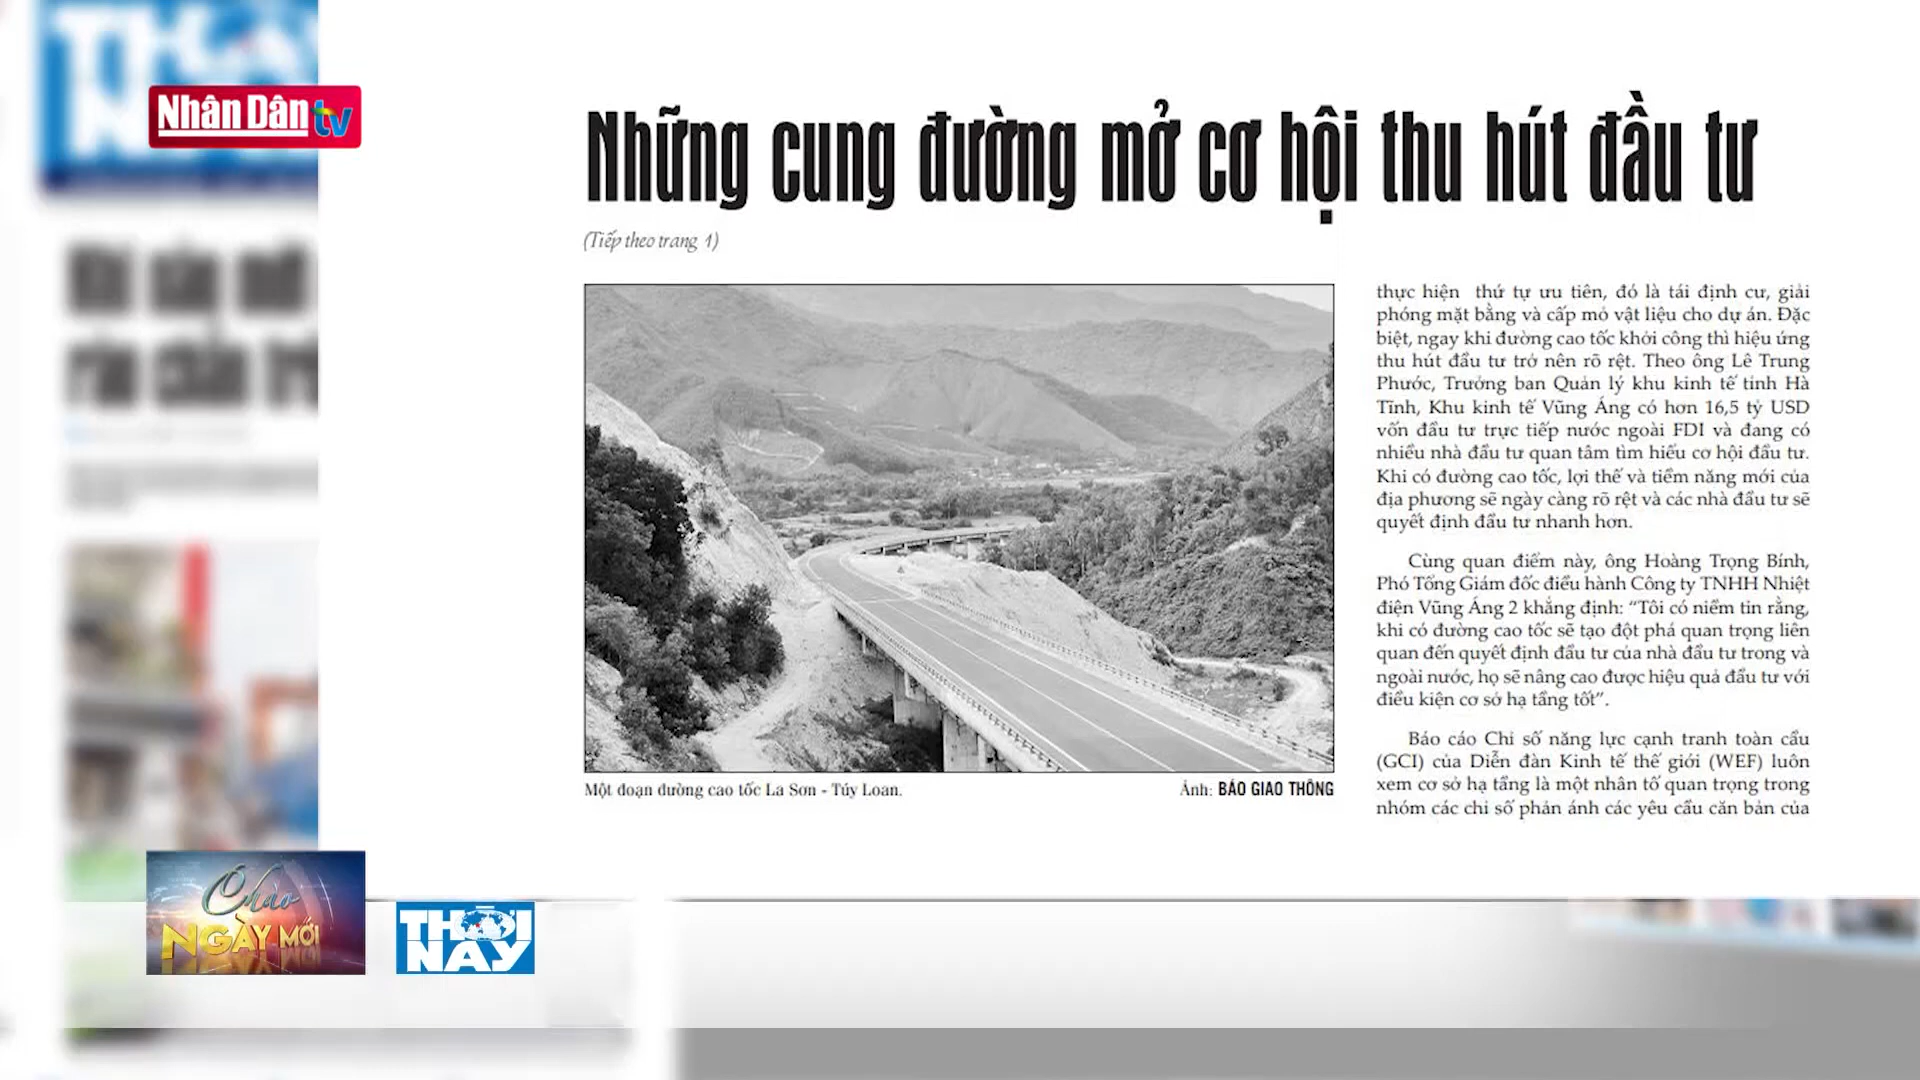 Nhân Dân tv
Những cung đường mở cơ hội thu hút đầu tư
(Tiếp theo trang 1)
thực hiện thứ tự ưu tiên, đó là tái định cư, giải
phóng mặt bằng và cấp mỏ vật liệu cho dự án. Đặc
biệt, ngay khi đường cao tốc khởi công thì hiệu ứng
thu hút đầu tư trở nên rõ rệt. Theo ông Lê Trung
Phước, Trưởng ban Quản lý khu kinh tế tỉnh Hà
Tĩnh, Khu kinh tế Vũng Áng có hơn 16,5 tỷ USD
vốn đầu tư trực tiếp nước ngoài FDI và đang có
nhiều nhà đầu tư quan tâm tìm hiểu cơ hội đầu tư.
Khi có đường cao tốc, lợi thế và tiềm năng mới của
địa phương sẽ ngày càng rõ rệt và các nhà đầu tư sẽ
quyết định đầu tư nhanh hơn.
Cùng quan điểm này, ông Hoàng Trọng Bính,
Phó Tổng Giám đốc điều hành Công ty TNHH Nhiệt
điện Vũng Áng 2 khẳng định: “Tôi có niềm tin rằng,
khi có đường cao tốc sẽ tạo đột phá quan trọng liên
quan đến quyết định đầu tư của nhà đầu tư trong và
ngoài nước, họ sẽ nâng cao được hiệu quả đầu tư với
điều kiện cơ sở hạ tầng tốt”.
Báo cáo Chỉ số năng lực cạnh tranh toàn cầu
(GCI) của Diễn đàn Kinh tế thế giới (WEF) luôn
xem cơ sở hạ tầng là một nhân tố quan trọng trong
nhóm các chỉ số phản ánh các yêu cầu căn bản của
Một đoạn đường cao tốc La Sơn - Túy Loan.
Ảnh: BÁO GIAO THÔNG
Chào
NGÀY MỚI
THỜI
NAY